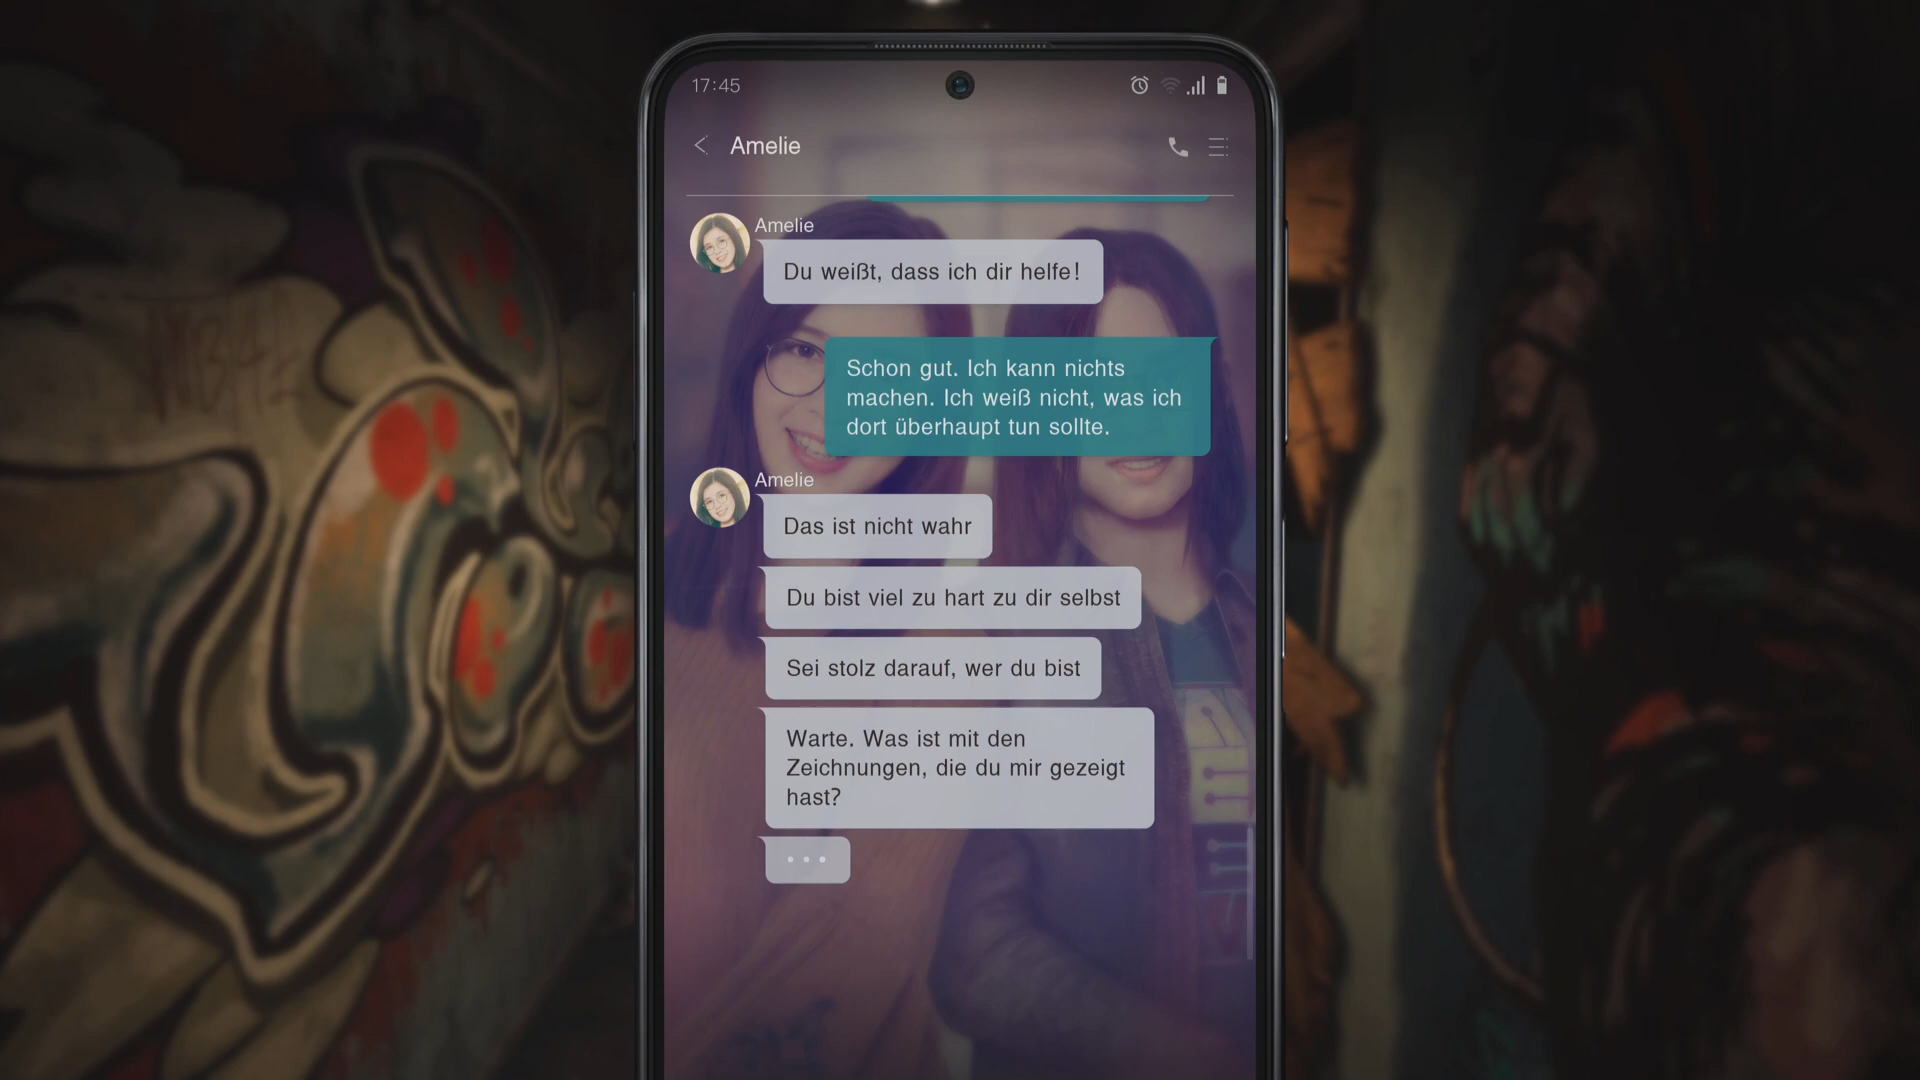 17:45
Amelie
Amelie
Du weißt, dass ich dir helfe!
Schon gut. Ich kann nichts
machen. Ich weiß nicht, was ich
dort überhaupt tun sollte.
Amelie
Das ist nicht wahr
Du bist viel zu hart zu dir selbst
Sei stolz darauf, wer du bist
Warte. Was ist mit den
Zeichnungen, die du mir gezeigt
hast?